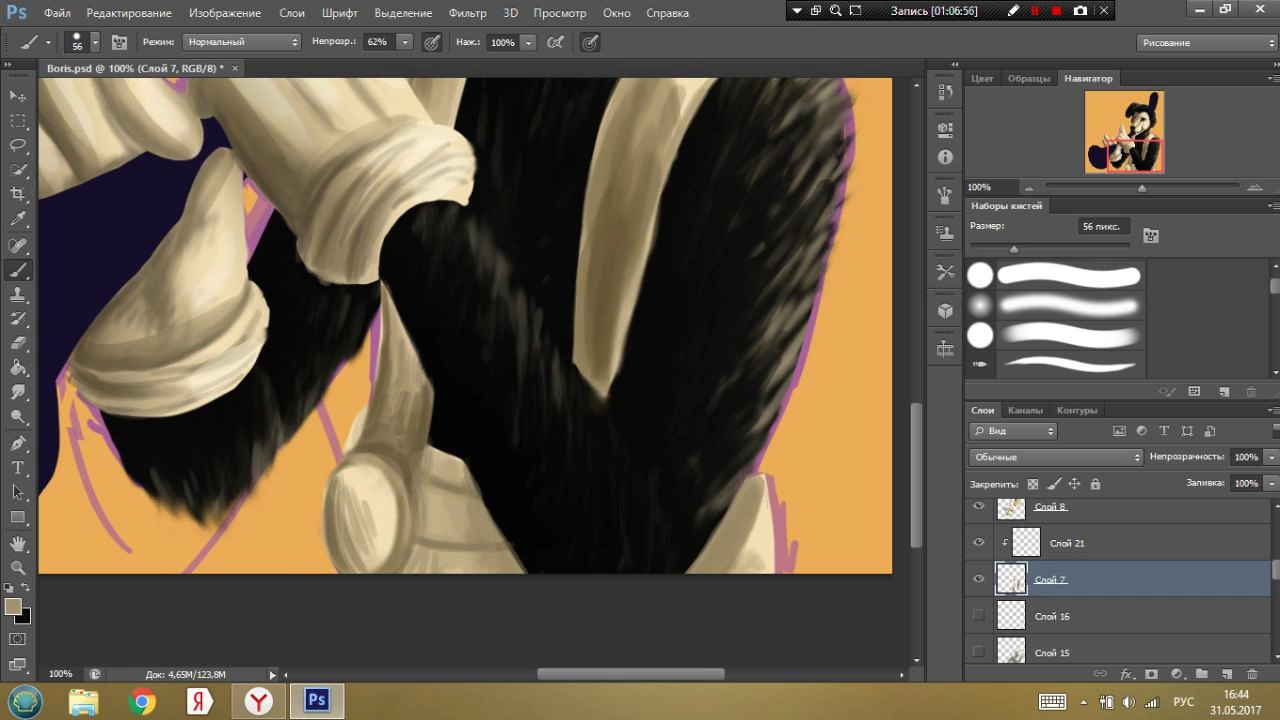 Ps Файл Редактирование Изображение Слои Шрифт Выделение Фильтр 3D Просмотр Окно Справка
Запись [01:06:56]
56 Режим: Нормальный Непрозр.: 62% Наж.: 100% Рисование
Boris.psd @ 100% (Слой 7, RGB/8) * ×
Цвет Образцы Навигатор
100%
Наборы кистей
Размер: 56 пикс.
Слои Каналы Контуры
Вид
Обычные Непрозрачность: 100%
Закрепить: Заливка: 100%
Слой 8
Слой 21
Слой 7
Слой 16
Слой 15
100% Док: 4,65M/123,8M
Я Y Ps РУС 16:44
31.05.2017